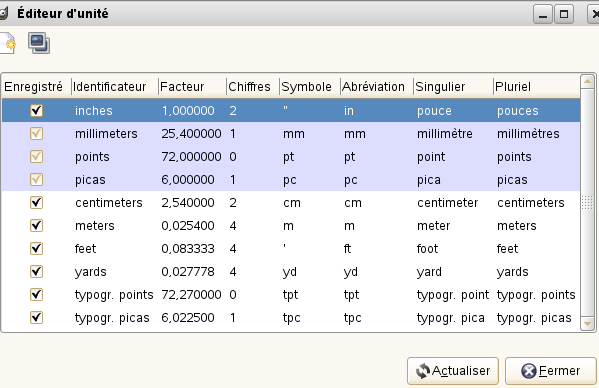 Éditeur d'unité
Enregistré Identificateur Facteur Chiffres Symbole Abréviation Singulier Pluriel
inches 1,000000 2 " in pouce pouces
millimeters 25,400000 1 mm mm millimètre millimètres
points 72,000000 0 pt pt point points
picas 6,000000 1 pc pc pica picas
centimeters 2,540000 2 cm cm centimeter centimeters
meters 0,025400 4 m m meter meters
feet 0,083333 4 ' ft foot feet
yards 0,027778 4 yd yd yard yards
typogr. points 72,270000 0 tpt tpt typogr. point typogr. points
typogr. picas 6,022500 1 tpc tpc typogr. pica typogr. picas
Actualiser Fermer